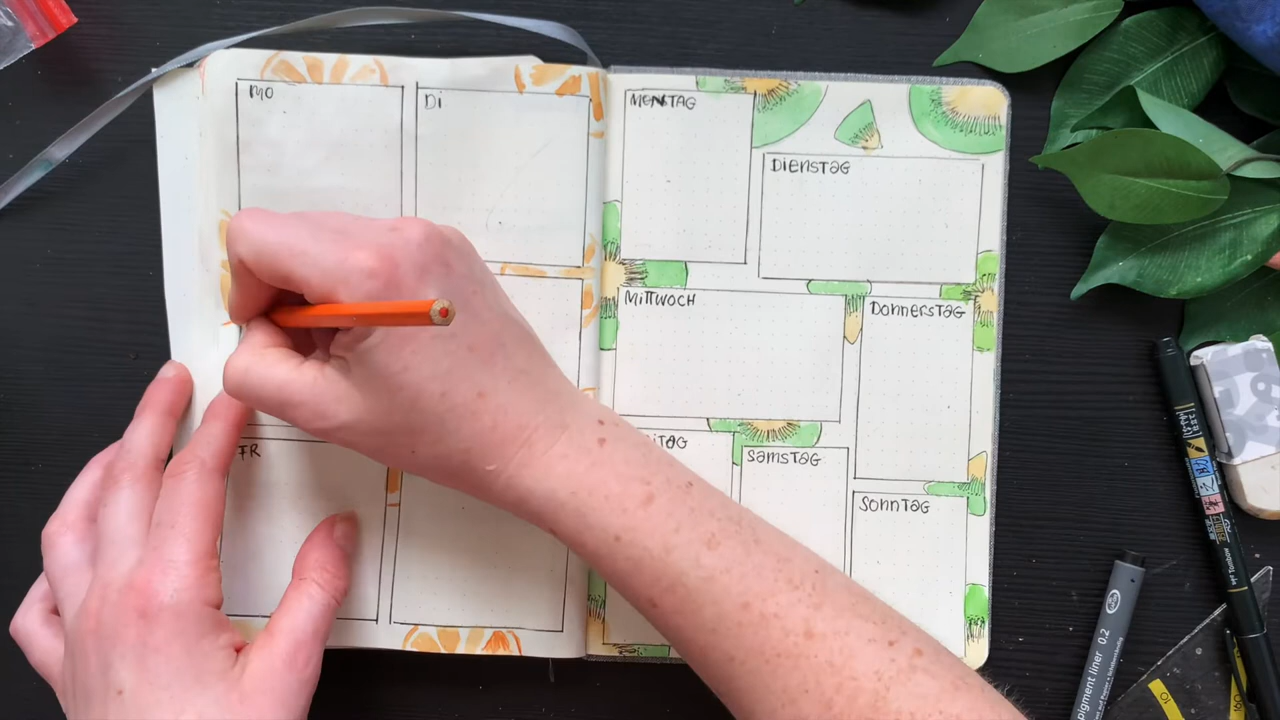 MO
Di
FR
MONTAG
DiENSTAG
MiTTWOCH
DonnERSTAG
SamSTAG
SOnnTAG
pigment liner 0.2